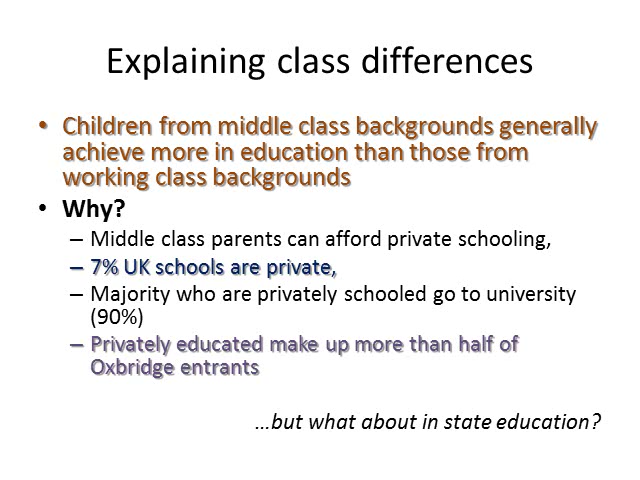 Explaining class differences
• Children from middle class backgrounds generally
achieve more in education than those from
working class backgrounds
• Why?
– Middle class parents can afford private schooling,
– 7% UK schools are private,
– Majority who are privately schooled go to university
(90%)
– Privately educated make up more than half of
Oxbridge entrants
…but what about in state education?